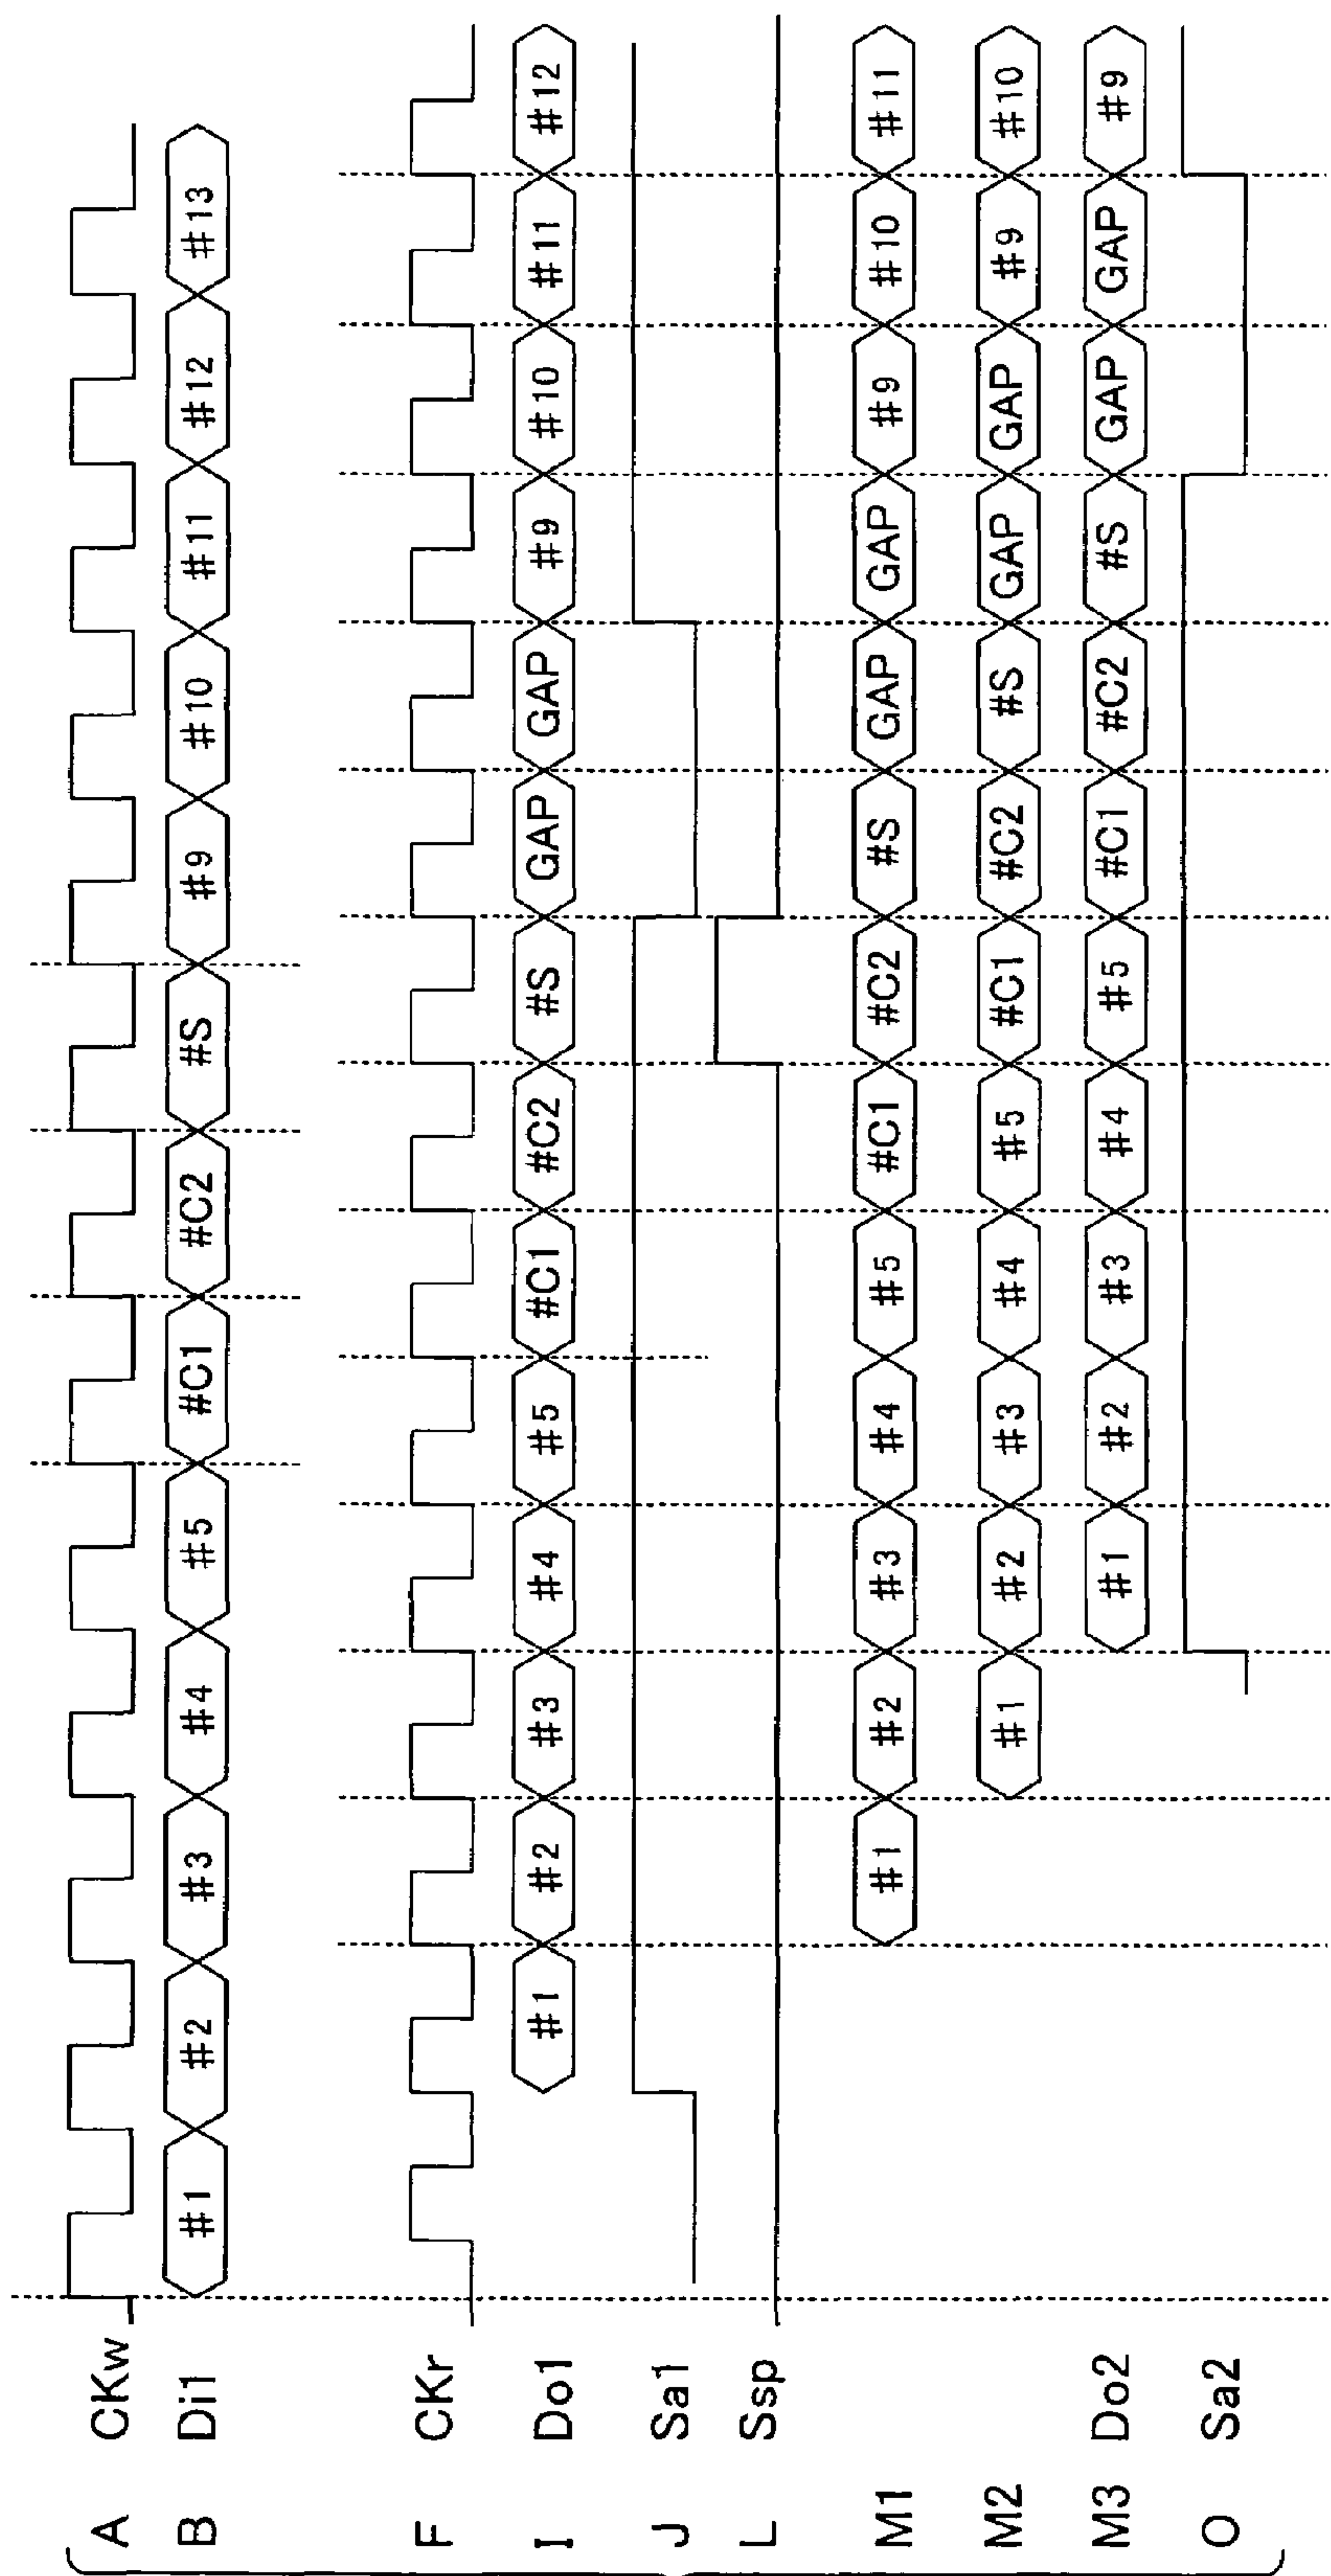 A CKw
B Di1 #1 #2 #3 #4 #5 #C1 #C2 #S #9 #10 #11 #12 #13
F CKr
I Do1 #1 #2 #3 #4 #5 #C1 #C2 #S GAP GAP #9 #10 #11 #12
J Sa1
L Ssp
M1 #1 #2 #3 #4 #5 #C1 #C2 #S GAP GAP #9 #10 #11
M2 #1 #2 #3 #4 #5 #C1 #C2 #S GAP GAP #9 #10
M3 Do2 #1 #2 #3 #4 #5 #C1 #C2 #S GAP GAP #9
O Sa2